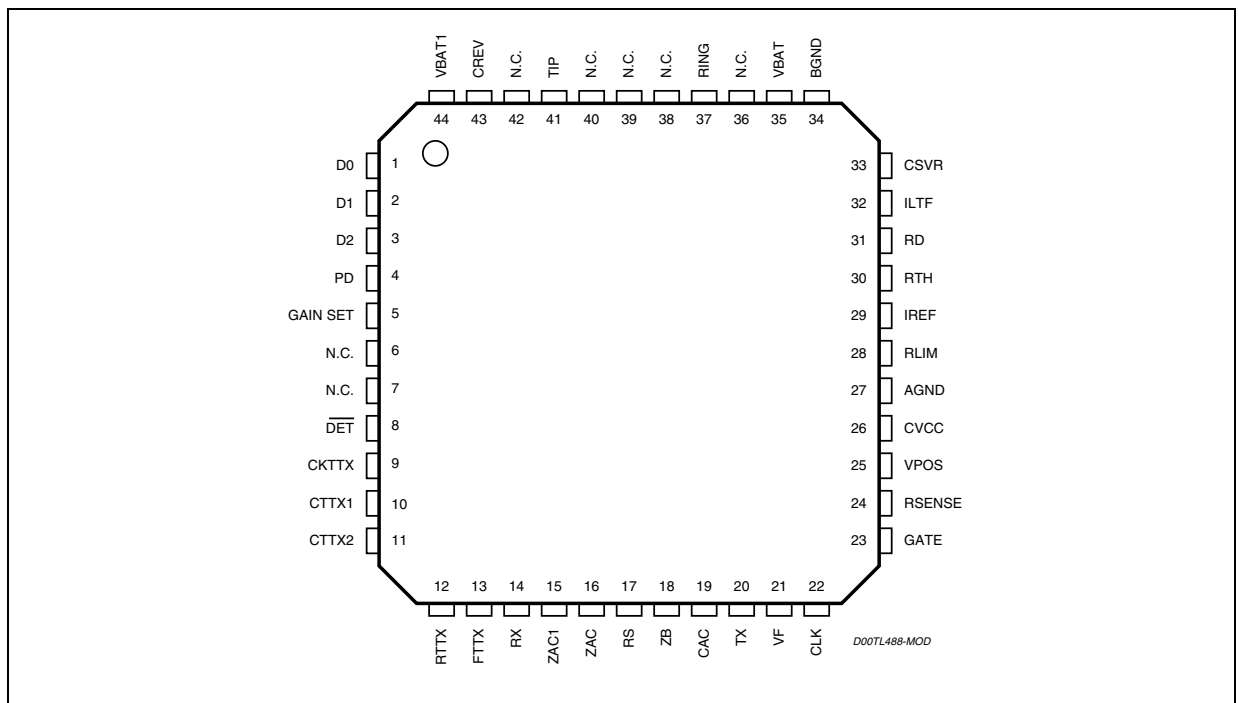 VBAT1 CREV N.C. TIP N.C. N.C. N.C. RING N.C. VBAT BGND
44 43 42 41 40 39 38 37 36 35 34
D0 1 33 CSVR
D1 2 32 ILTF
D2 3 31 RD
PD 4 30 RTH
GAIN SET 5 29 IREF
N.C. 6 28 RLIM
N.C. 7 27 AGND
DET 8 26 CVCC
CKTTX 9 25 VPOS
CTTX1 10 24 RSENSE
CTTX2 11 23 GATE
12 13 14 15 16 17 18 19 20 21 22
RTTX FTTX RX ZAC1 ZAC RS ZB CAC TX VF CLK
D00TL488-MOD